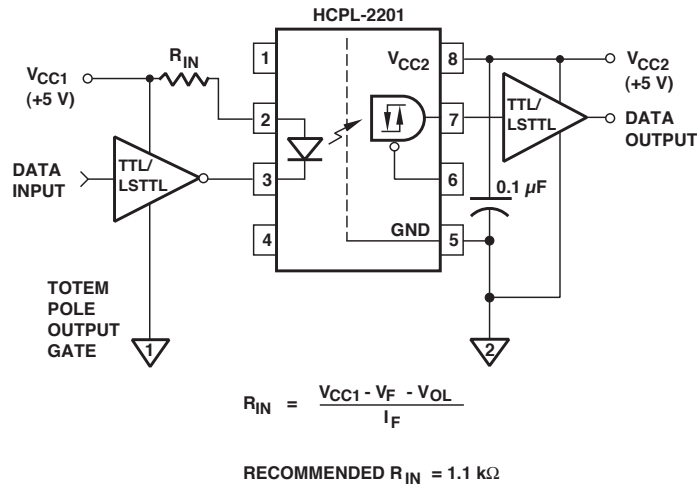 HCPL-2201
VCC1
(+5 V)
RIN
1
2
3
4
VCC2
GND
8
7
6
5
TTL/
LSTTL
DATA
INPUT
TOTEM
POLE
OUTPUT
GATE
1
TTL/
LSTTL
VCC2
(+5 V)
DATA
OUTPUT
0.1 µF
2
RIN = VCC1 - VF - VOL
IF
RECOMMENDED RIN = 1.1 kΩ